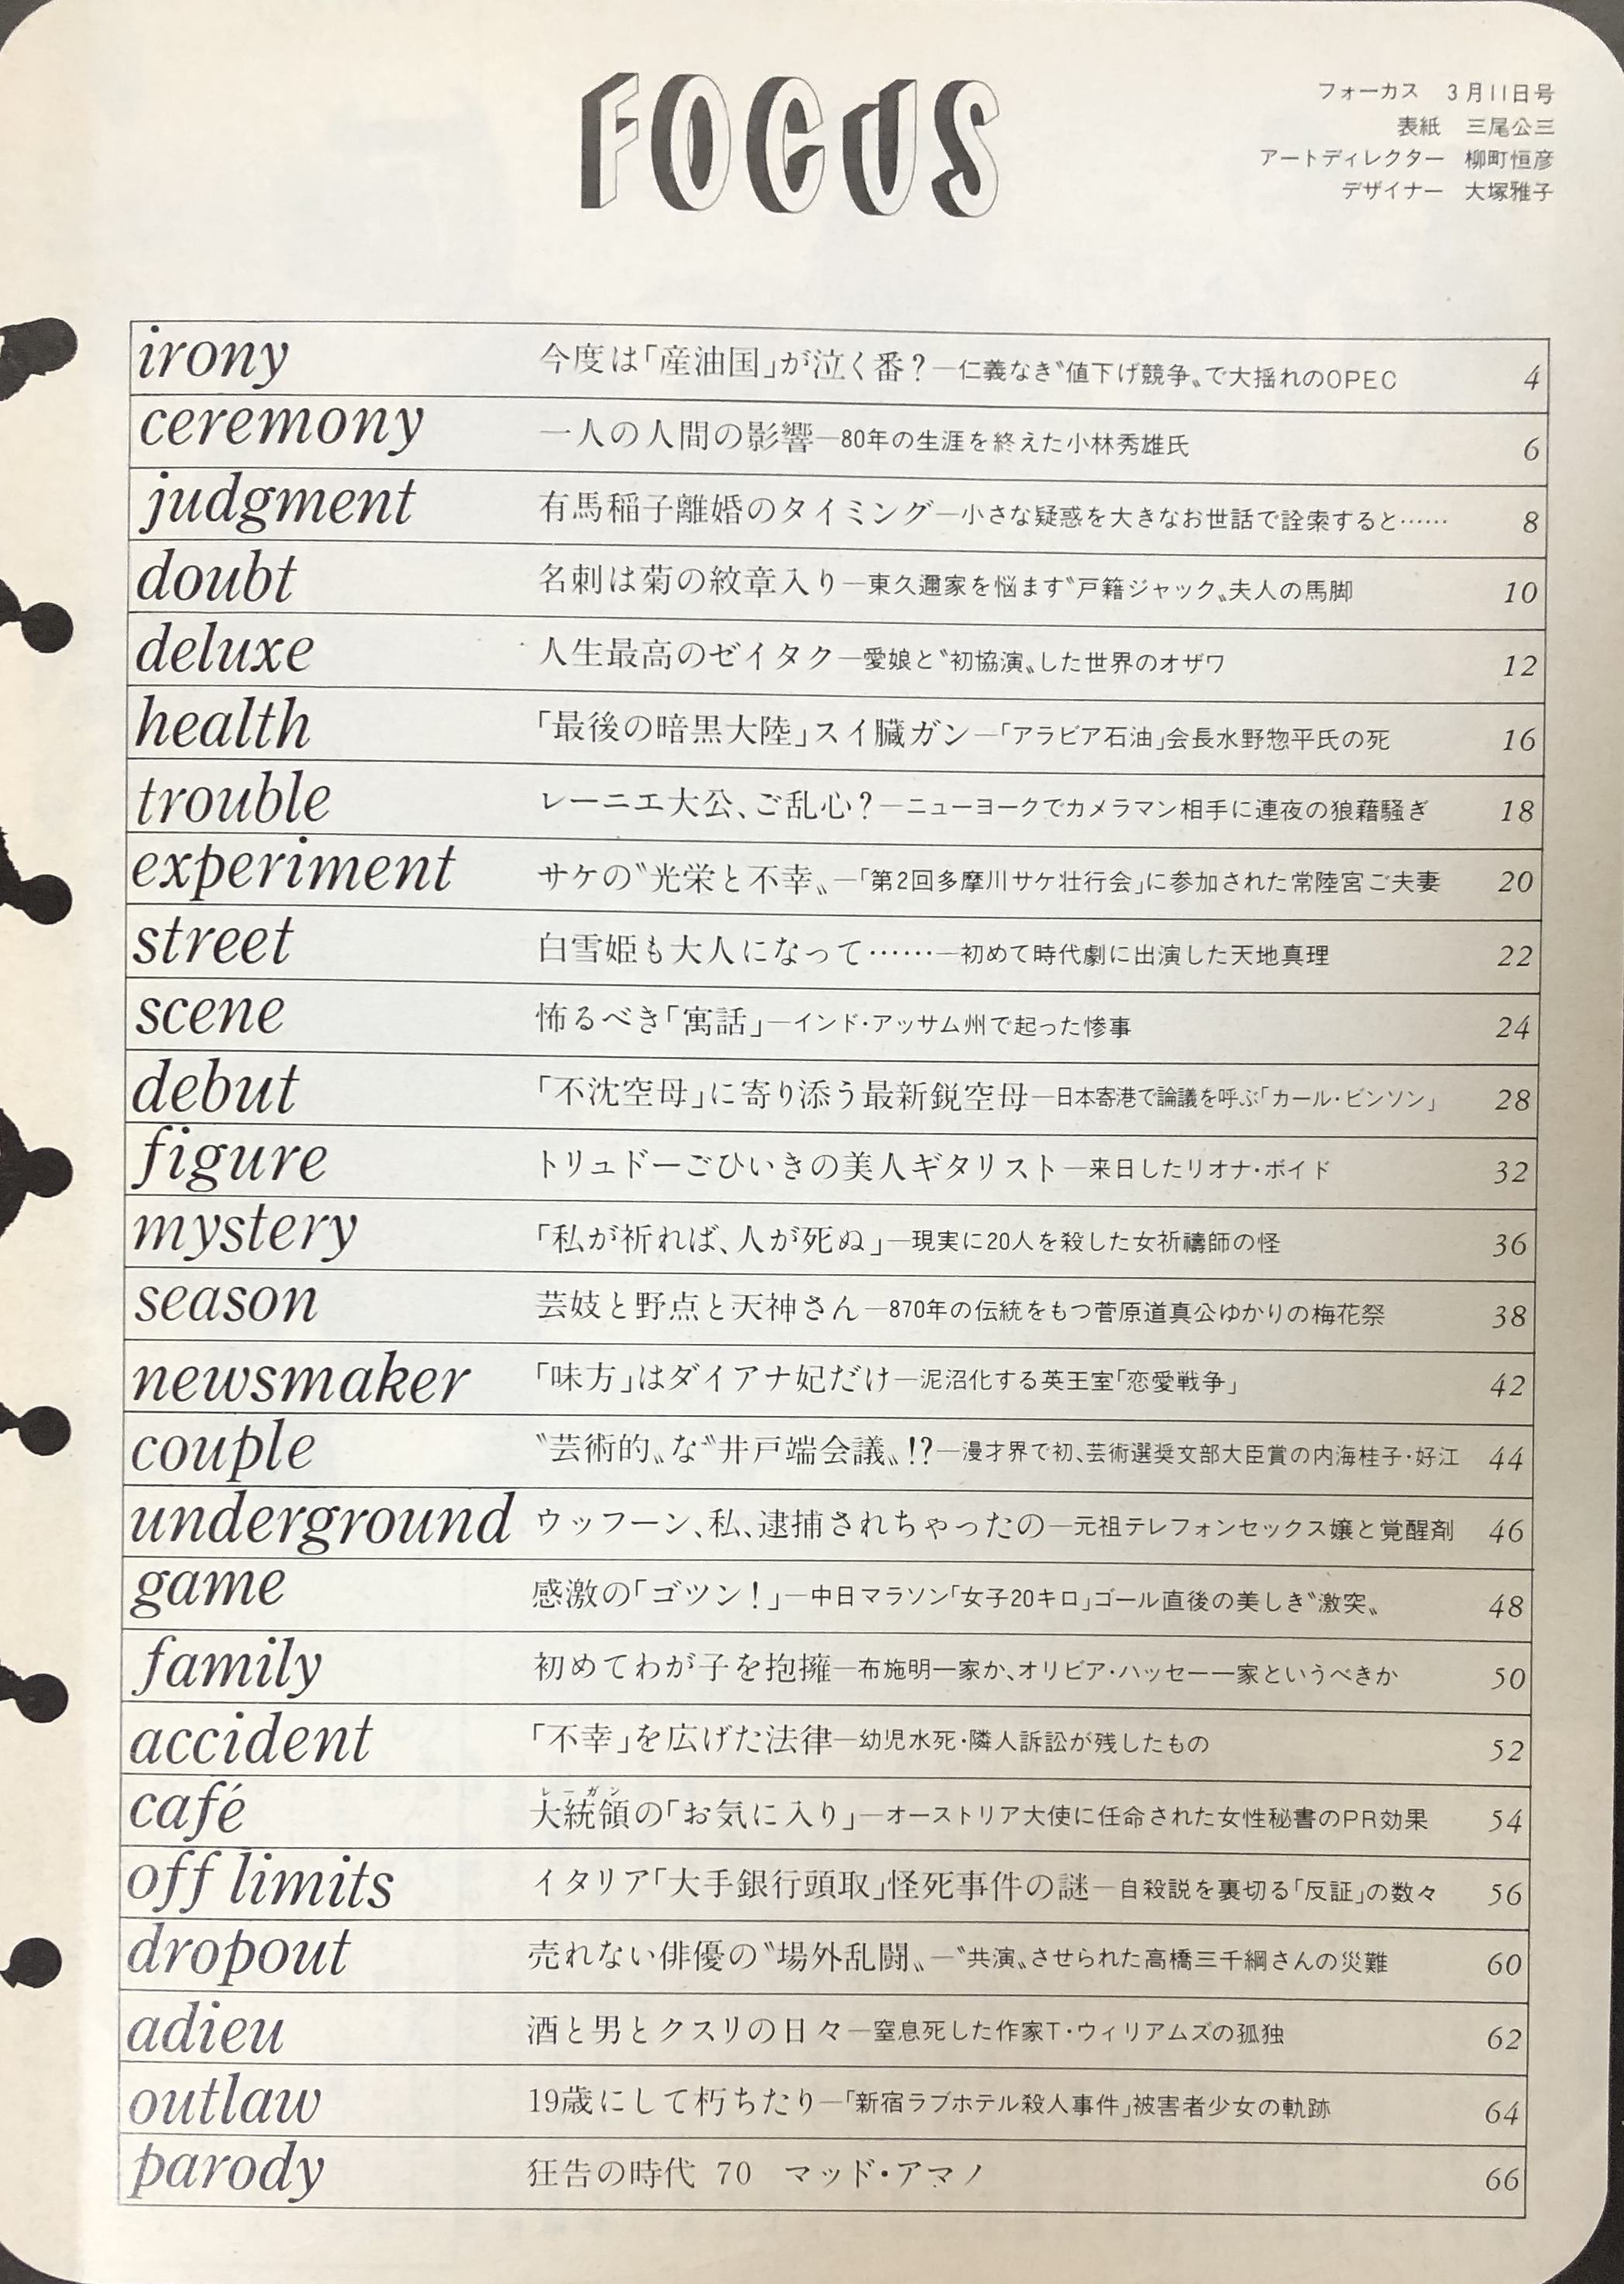 FOCUS
フォーカス 3月11日号
表紙 三尾公三
アートディレクター 柳町恒彦
デザイナー 大塚雅子
irony 今度は「産油国」が泣く番?—仁義なき〝値下げ競争〟で大揺れのOPEC 4
ceremony 一人の人間の影響—80年の生涯を終えた小林秀雄氏 6
judgment 有馬稲子離婚のタイミング—小さな疑惑を大きなお世話で詮索すると…… 8
doubt 名刺は菊の紋章入り—東久邇家を悩ます〝戸籍ジャック〟夫人の馬脚 10
deluxe 人生最高のゼイタク—愛娘と〝初協演〟した世界のオザワ 12
health 「最後の暗黒大陸」スイ臓ガン—「アラビア石油」会長水野惣平氏の死 16
trouble レーニエ大公、ご乱心?—ニューヨークでカメラマン相手に連夜の狼藉騒ぎ 18
experiment サケの〝光栄と不幸〟—「第2回多摩川サケ壮行会」に参加された常陸宮ご夫妻 20
street 白雪姫も大人になって……—初めて時代劇に出演した天地真理 22
scene 怖るべき「寓話」—インド・アッサム州で起った惨事 24
debut 「不沈空母」に寄り添う最新鋭空母—日本寄港で論議を呼ぶ「カール・ビンソン」 28
figure トリュドーごひいきの美人ギタリスト—来日したリオナ・ボイド 32
mystery 「私が祈れば、人が死ぬ」—現実に20人を殺した女祈禱師の怪 36
season 芸妓と野点と天神さん—870年の伝統をもつ菅原道真公ゆかりの梅花祭 38
newsmaker 「味方」はダイアナ妃だけ—泥沼化する英王室「恋愛戦争」 42
couple 〝芸術的〟な〝井戸端会議〟!?—漫才界で初、芸術選奨文部大臣賞の内海桂子・好江 44
underground ウッフーン、私、逮捕されちゃったの—元祖テレフォンセックス嬢と覚醒剤 46
game 感激の「ゴツン!」—中日マラソン「女子20キロ」ゴール直後の美しき〝激突〟 48
family 初めてわが子を抱擁—布施明一家か、オリビア・ハッセー一家というべきか 50
accident 「不幸」を広げた法律—幼児水死・隣人訴訟が残したもの 52
レーガン
café 大統領の「お気に入り」—オーストリア大使に任命された女性秘書のPR効果 54
off limits イタリア「大手銀行頭取」怪死事件の謎—自殺説を裏切る「反証」の数々 56
dropout 売れない俳優の〝場外乱闘〟—〝共演〟させられた高橋三千綱さんの災難 60
adieu 酒と男とクスリの日々—窒息死した作家T・ウィリアムズの孤独 62
outlaw 19歳にして朽ちたり—「新宿ラブホテル殺人事件」被害者少女の軌跡 64
parody 狂告の時代 70 マッド・アマノ 66